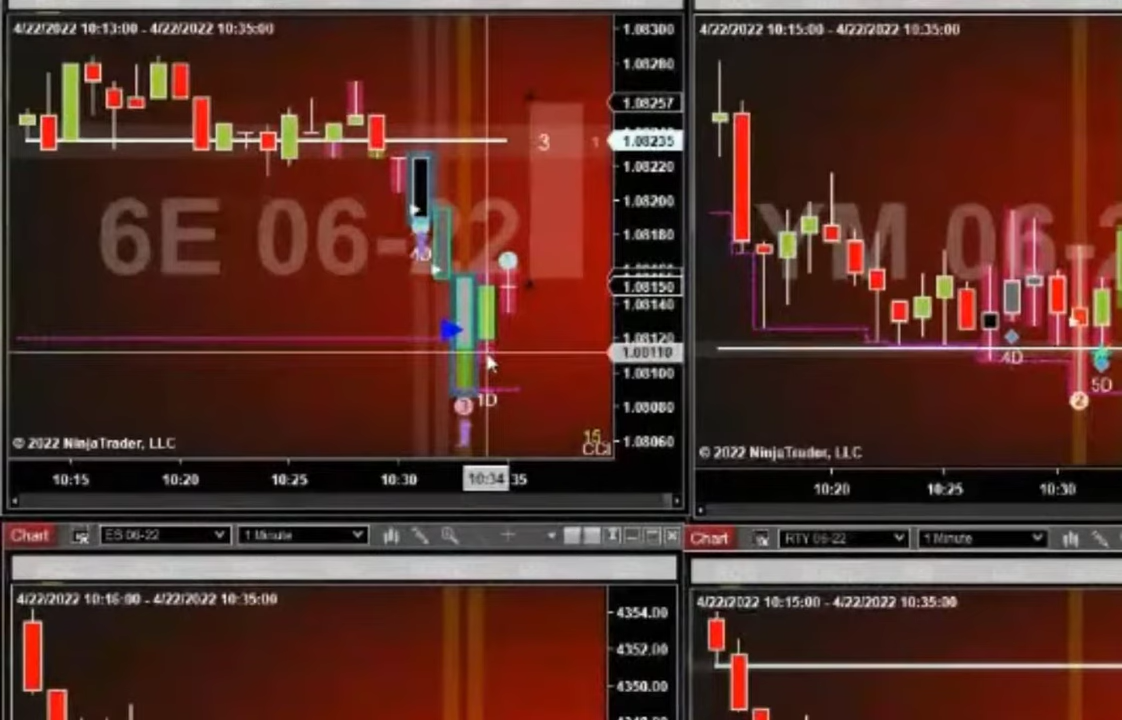 4/22/2022 10:13:00 - 4/22/2022 10:35:00
1.08300
1.08280
1.08257
1.08235
1.08220
1.08200
1.08180
1.08150
1.08140
1.08120
1.08110
1.08100
1.08080
1.08060
3
1
6E 06-22
4D
1D
3
15
CCI
© 2022 NinjaTrader, LLC
10:15 10:20 10:25 10:30 10:34 35
4/22/2022 10:15:00 - 4/22/2022 10:35:00
YM 06-2
4D
5D
2
© 2022 NinjaTrader, LLC
10:20 10:25 10:30
Chart ES 06-22 1 Minute
4/22/2022 10:16:00 - 4/22/2022 10:35:00
4354.00
4352.00
4350.00
Chart RTY 06-22 1 Minute
4/22/2022 10:15:00 - 4/22/2022 10:35:00